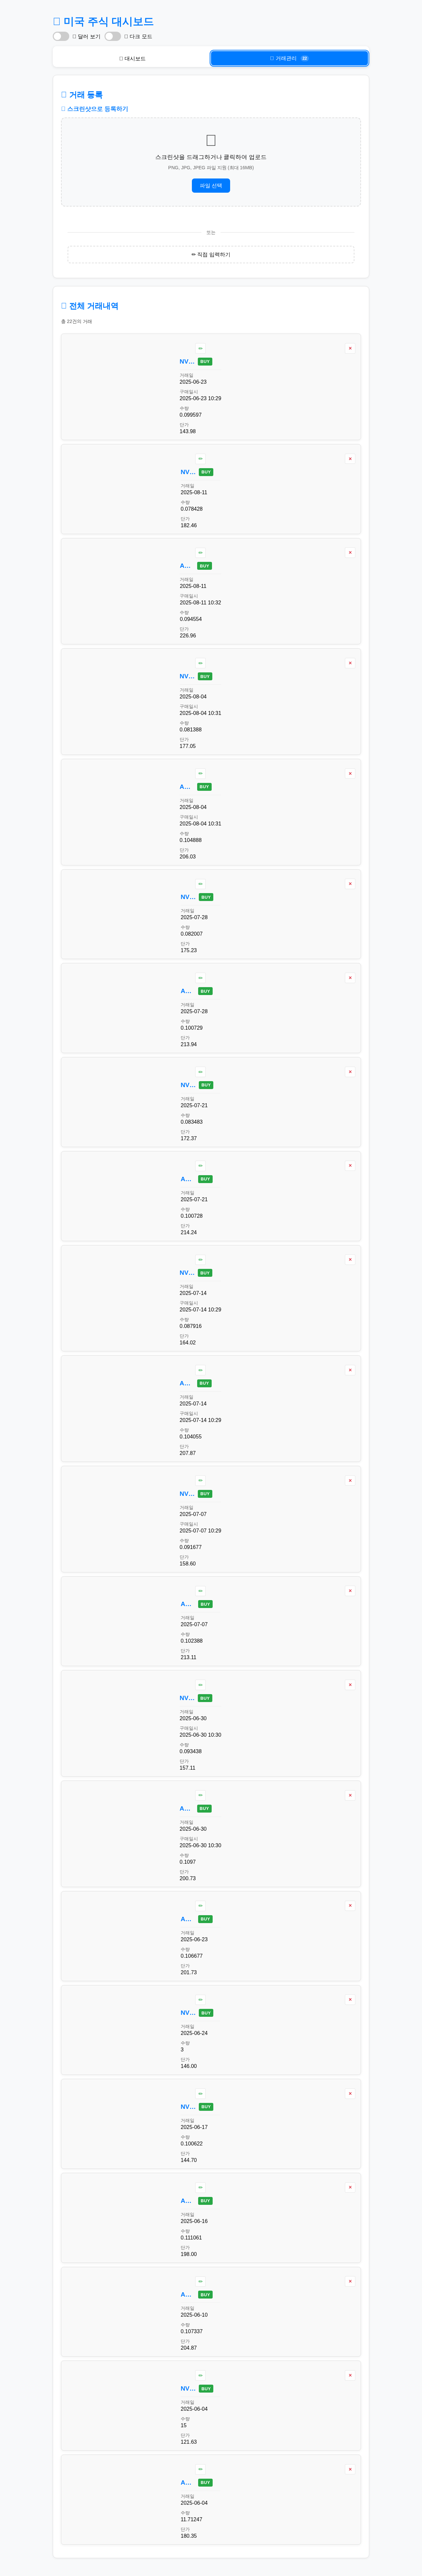 미국 주식 대시보드
달러 보기 다크 모드
대시보드 거래관리 22
거래 등록
스크린샷으로 등록하기
스크린샷을 드래그하거나 클릭하여 업로드
PNG, JPG, JPEG 파일 지원 (최대 16MB)
파일 선택
또는
✏ 직접 입력하기
전체 거래내역
총 22건의 거래
NV... BUY
거래일
2025-06-23
구매일시
2025-06-23 10:29
수량
0.099597
단가
143.98
NV... BUY
거래일
2025-08-11
수량
0.078428
단가
182.46
A... BUY
거래일
2025-08-11
구매일시
2025-08-11 10:32
수량
0.094554
단가
226.96
NV... BUY
거래일
2025-08-04
구매일시
2025-08-04 10:31
수량
0.081388
단가
177.05
A... BUY
거래일
2025-08-04
구매일시
2025-08-04 10:31
수량
0.104888
단가
206.03
NV... BUY
거래일
2025-07-28
수량
0.082007
단가
175.23
A... BUY
거래일
2025-07-28
수량
0.100729
단가
213.94
NV... BUY
거래일
2025-07-21
수량
0.083483
단가
172.37
A... BUY
거래일
2025-07-21
수량
0.100728
단가
214.24
NV... BUY
거래일
2025-07-14
구매일시
2025-07-14 10:29
수량
0.087916
단가
164.02
A... BUY
거래일
2025-07-14
구매일시
2025-07-14 10:29
수량
0.104055
단가
207.87
NV... BUY
거래일
2025-07-07
구매일시
2025-07-07 10:29
수량
0.091677
단가
158.60
A... BUY
거래일
2025-07-07
수량
0.102388
단가
213.11
NV... BUY
거래일
2025-06-30
구매일시
2025-06-30 10:30
수량
0.093438
단가
157.11
A... BUY
거래일
2025-06-30
구매일시
2025-06-30 10:30
수량
0.1097
단가
200.73
A... BUY
거래일
2025-06-23
수량
0.106677
단가
201.73
NV... BUY
거래일
2025-06-24
수량
3
단가
146.00
NV... BUY
거래일
2025-06-17
수량
0.100622
단가
144.70
A... BUY
거래일
2025-06-16
수량
0.111061
단가
198.00
A... BUY
거래일
2025-06-10
수량
0.107337
단가
204.87
NV... BUY
거래일
2025-06-04
수량
15
단가
121.63
A... BUY
거래일
2025-06-04
수량
11.71247
단가
180.35